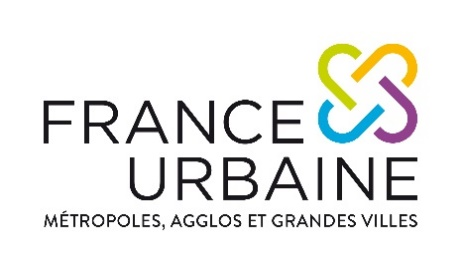 FRANCE
URBAINE
MÉTROPOLES, AGGLOS ET GRANDES VILLES